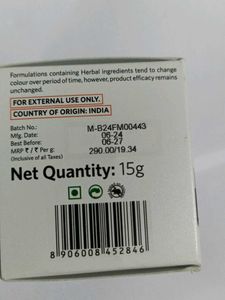 Formulations containing Herbal Ingredients tend to change
colour over period of time, however, product efficacy remains
unchanged.
FOR EXTERNAL USE ONLY.
COUNTRY OF ORIGIN: INDIA
Batch No.: M-B24FM00443
Mfg. Date: 06-24
Best Before: 06-27
MRP ₹ / ₹ Per g: 290.00/19.34
(Inclusive of all Taxes)
Net Quantity: 15g
8 906008 452846